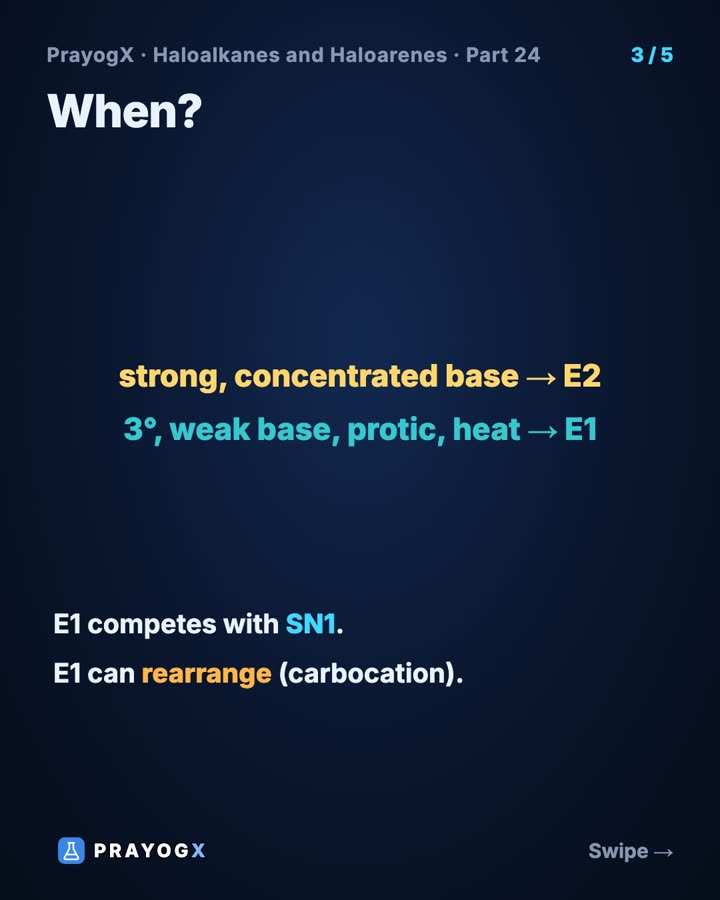 PrayogX · Haloalkanes and Haloarenes · Part 24
3 / 5
When?
strong, concentrated base → E2
3°, weak base, protic, heat → E1
E1 competes with SN1.
E1 can rearrange (carbocation).
PRAYOGX
Swipe →